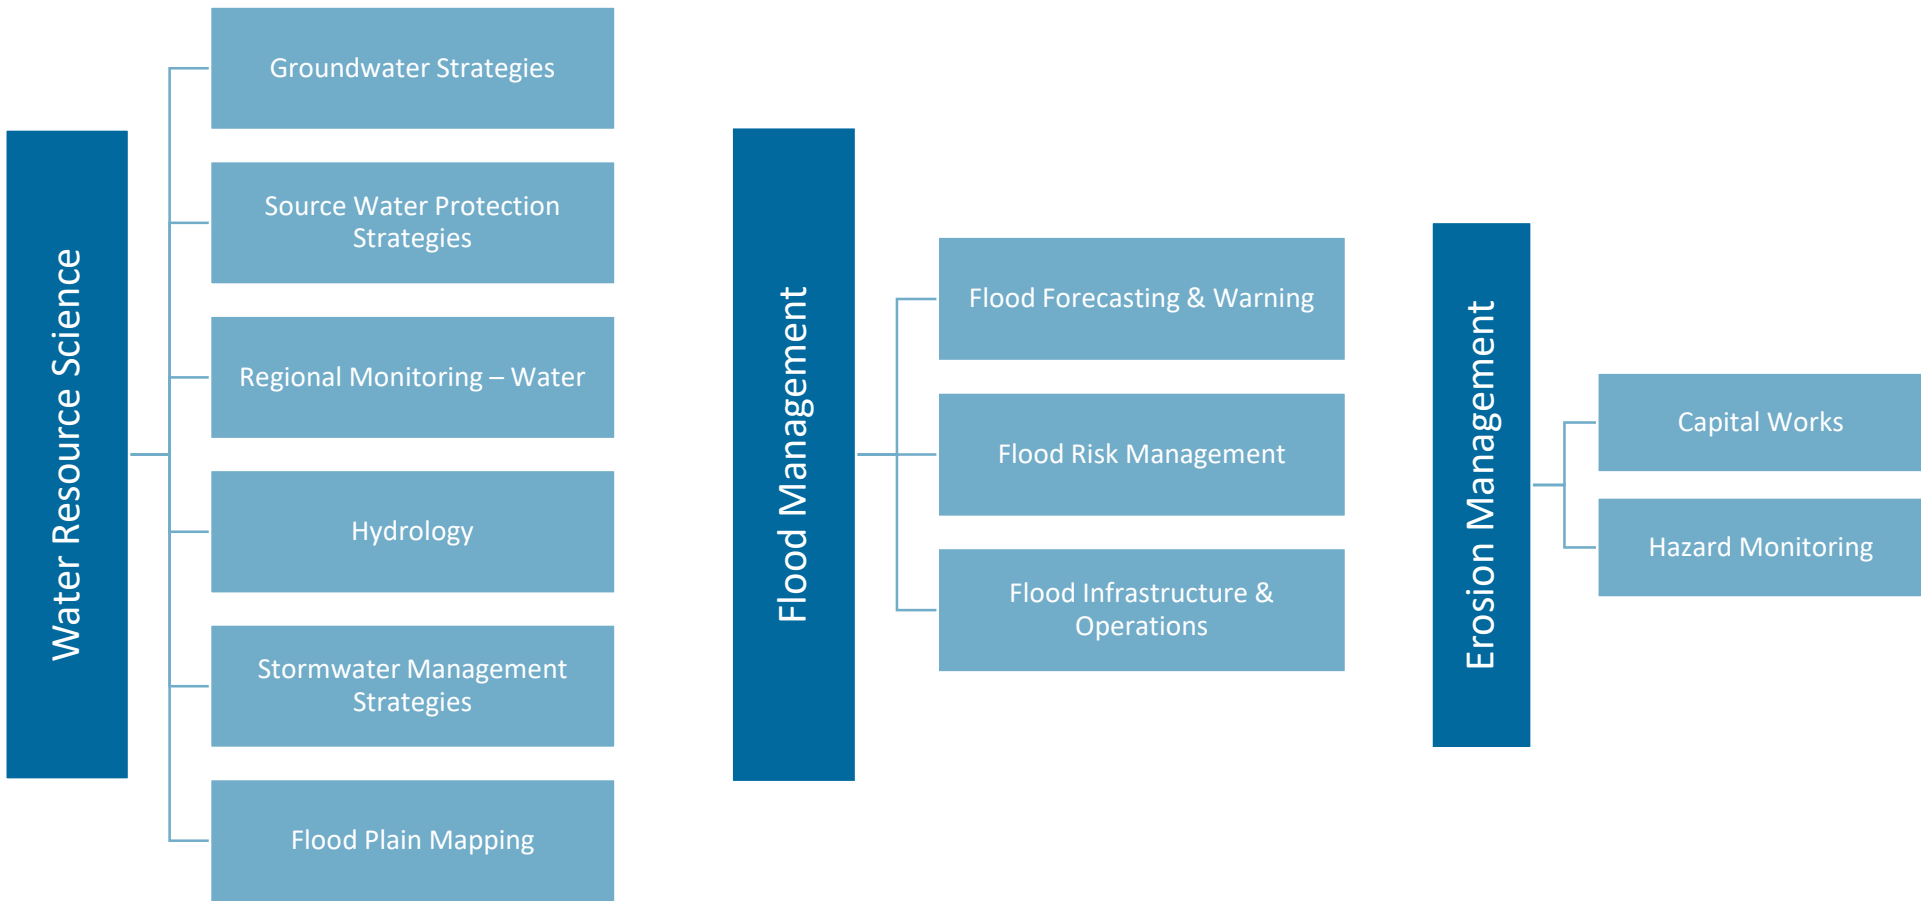 Water Resource Science
Groundwater Strategies
Source Water Protection
Strategies
Regional Monitoring – Water
Hydrology
Stormwater Management
Strategies
Flood Plain Mapping
Flood Management
Flood Forecasting & Warning
Flood Risk Management
Flood Infrastructure &
Operations
Erosion Management
Capital Works
Hazard Monitoring